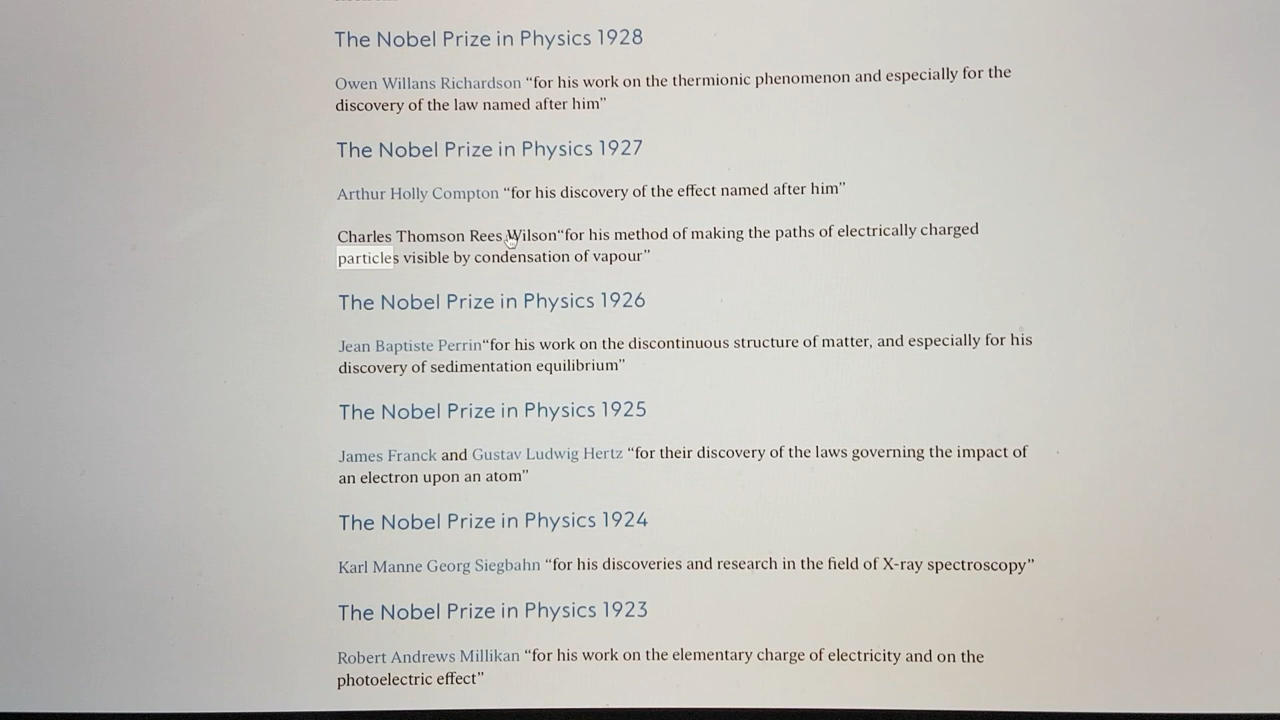 The Nobel Prize in Physics 1928
Owen Willans Richardson “for his work on the thermionic phenomenon and especially for the
discovery of the law named after him”
The Nobel Prize in Physics 1927
Arthur Holly Compton “for his discovery of the effect named after him”
Charles Thomson Rees Wilson“for his method of making the paths of electrically charged
particles visible by condensation of vapour”
The Nobel Prize in Physics 1926
Jean Baptiste Perrin“for his work on the discontinuous structure of matter, and especially for his
discovery of sedimentation equilibrium”
The Nobel Prize in Physics 1925
James Franck and Gustav Ludwig Hertz “for their discovery of the laws governing the impact of
an electron upon an atom”
The Nobel Prize in Physics 1924
Karl Manne Georg Siegbahn “for his discoveries and research in the field of X-ray spectroscopy”
The Nobel Prize in Physics 1923
Robert Andrews Millikan “for his work on the elementary charge of electricity and on the
photoelectric effect”